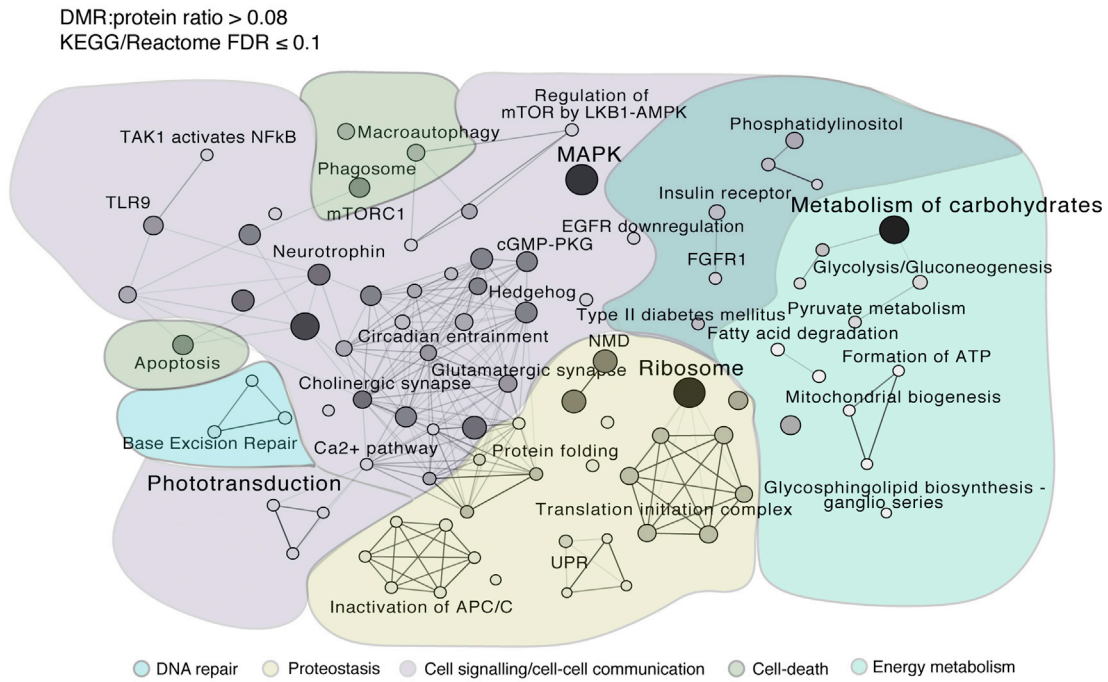 DMR:protein ratio > 0.08
KEGG/Reactome FDR ≤ 0.1
Regulation of
mTOR by LKB1-AMPK
TAK1 activates NFkB
Macroautophagy
Phosphatidylinositol
MAPK
Phagosome
Insulin receptor
TLR9
mTORC1
Metabolism of carbohydrates
EGFR downregulation
Neurotrophin
cGMP-PKG
FGFR1
Glycolysis/Gluconeogenesis
Hedgehog
Type II diabetes mellitus
Pyruvate metabolism
Circadian entrainment
NMD
Fatty acid degradation
Apoptosis
Glutamatergic synapse
Ribosome
Formation of ATP
Cholinergic synapse
Mitochondrial biogenesis
Base Excision Repair
Ca2+ pathway
Protein folding
Phototransduction
Glycosphingolipid biosynthesis -
ganglio series
Translation initiation complex
UPR
Inactivation of APC/C
DNA repair
Proteostasis
Cell signalling/cell-cell communication
Cell-death
Energy metabolism